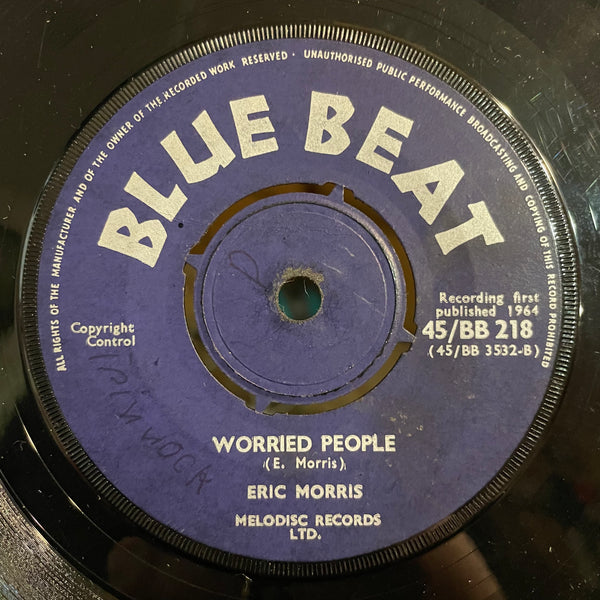 ALL RIGHTS OF THE MANUFACTURER AND OF THE OWNER OF THE RECORDED WORK RESERVED · UNAUTHORISED PUBLIC PERFORMANCE BROADCASTING AND COPYING OF THIS RECORD PROHIBITED
BLUE BEAT
Recording first
published 1964
Copyright
Control
45/BB 218
(45/BB 3532-B)
WORRIED PEOPLE
(E. Morris)
ERIC MORRIS
MELODISC RECORDS
LTD.